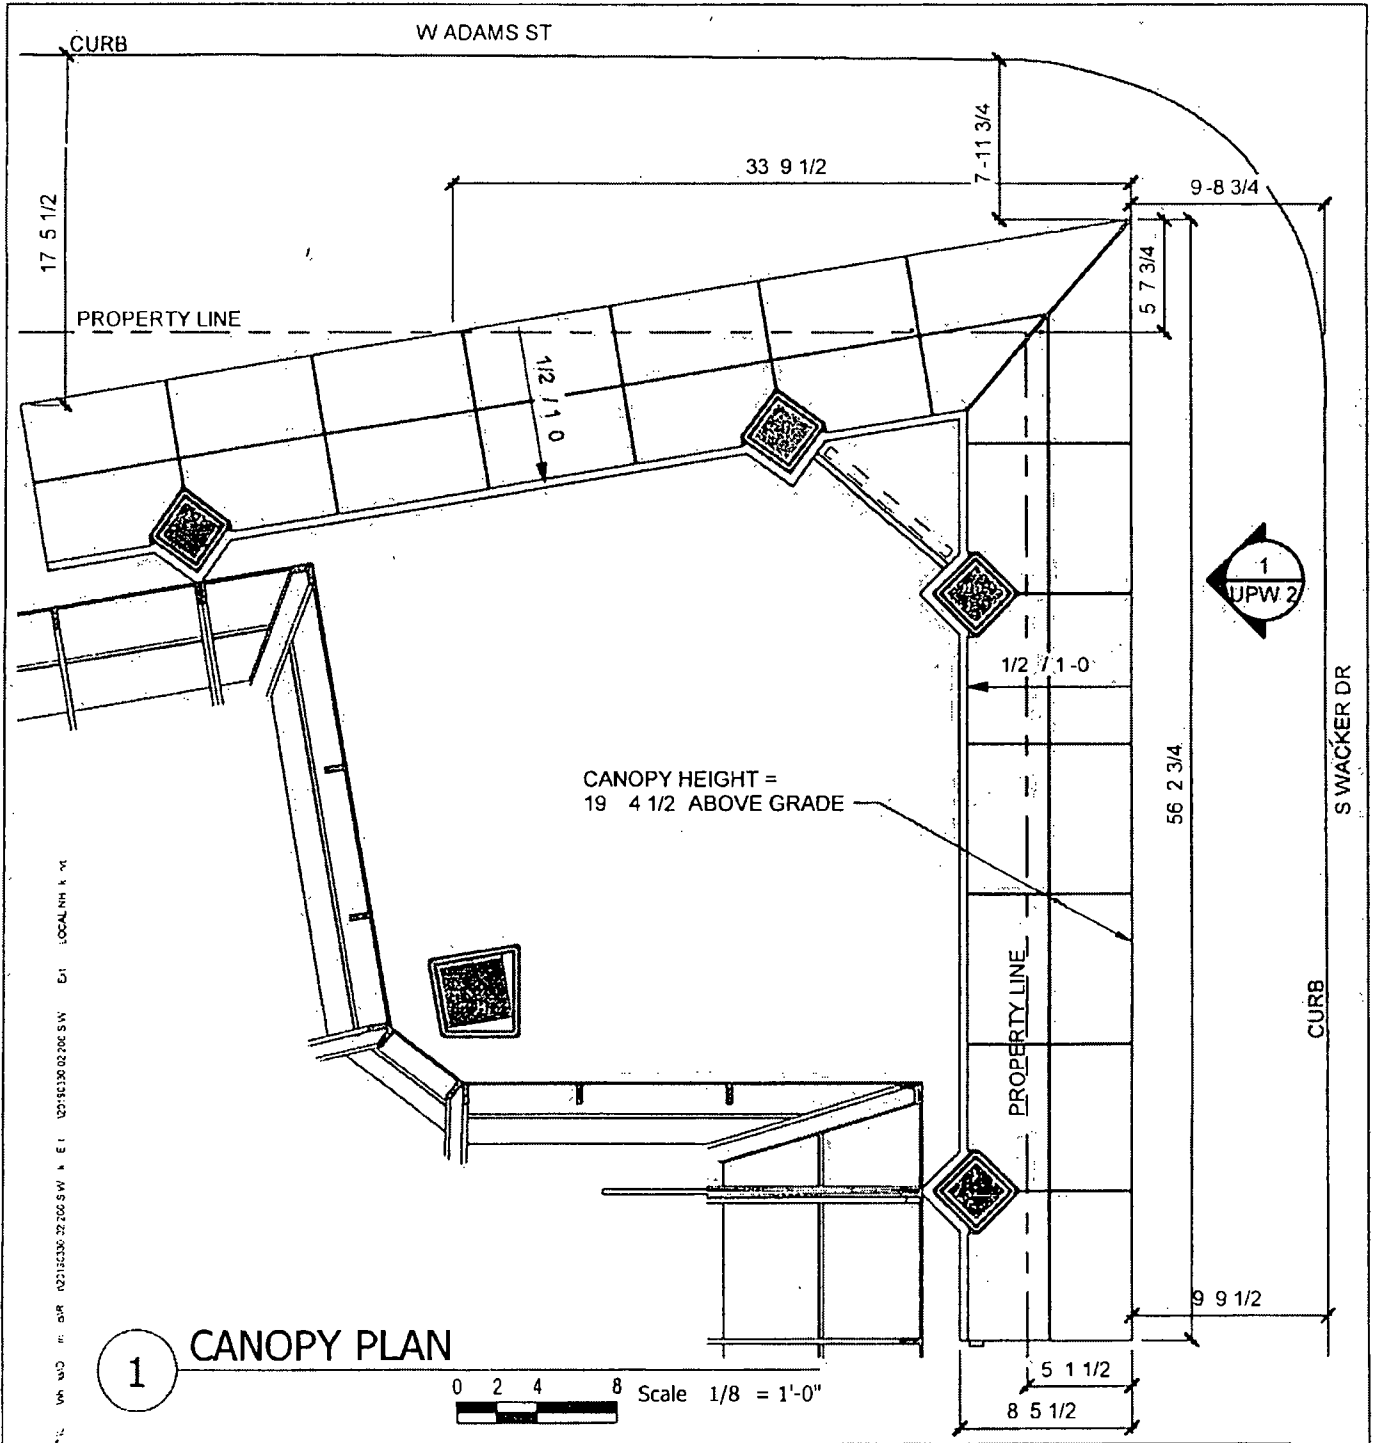 W ADAMS ST
CURB
7-11 3/4
33 9 1/2
9-8 3/4
17 5 1/2
5 7 3/4
PROPERTY LINE
1/2 / 1 0
1
UPW 2
1/2 / 1-0
S WACKER DR
56 2 3/4
CANOPY HEIGHT =
19 4 1/2 ABOVE GRADE
PROPERTY LINE
CURB
9 9 1/2
1
CANOPY PLAN
0 2 4 8 Scale 1/8 = 1'-0"
5 1 1/2
8 5 1/2